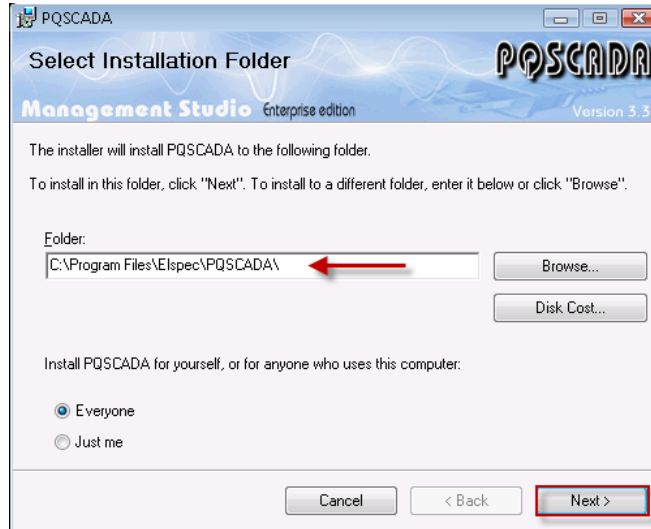 PQSCADA
Select Installation Folder
PQSCADA
Management Studio Enterprise edition
Version 3.3
The installer will install PQSCADA to the following folder.
To install in this folder, click "Next". To install to a different folder, enter it below or click "Browse".
Folder:
C:\Program Files\Elspec\PQSCADA\
Browse...
Disk Cost...
Install PQSCADA for yourself, or for anyone who uses this computer:
Everyone
Just me
Cancel
< Back
Next >